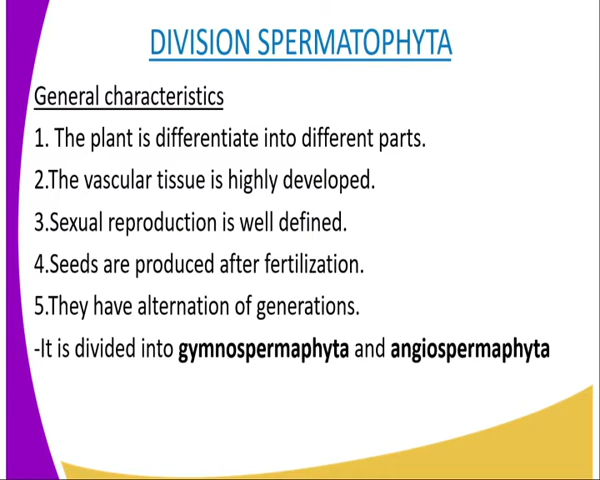 DIVISION SPERMATOPHYTA
General characteristics
1. The plant is differentiate into different parts.
2.The vascular tissue is highly developed.
3.Sexual reproduction is well defined.
4.Seeds are produced after fertilization.
5.They have alternation of generations.
-It is divided into gymnospermaphyta and angiospermaphyta